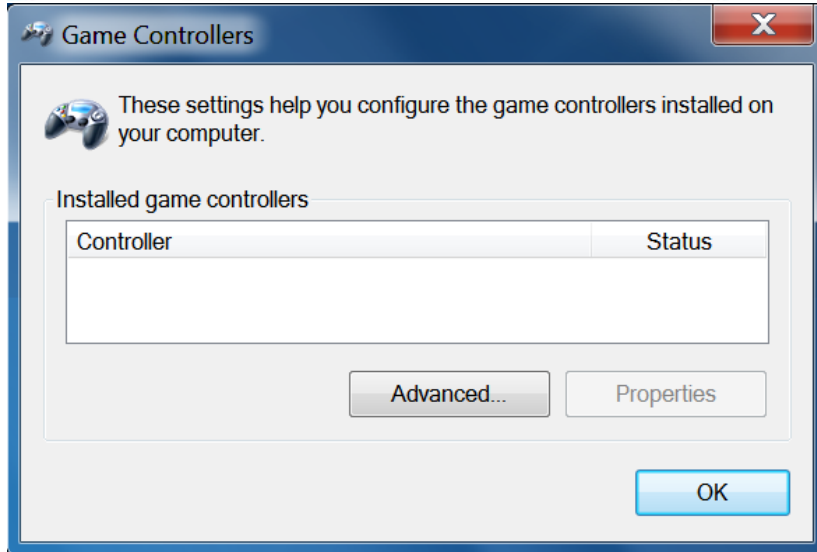 Game Controllers
These settings help you configure the game controllers installed on
your computer.
Installed game controllers
Controller Status
Advanced... Properties
OK